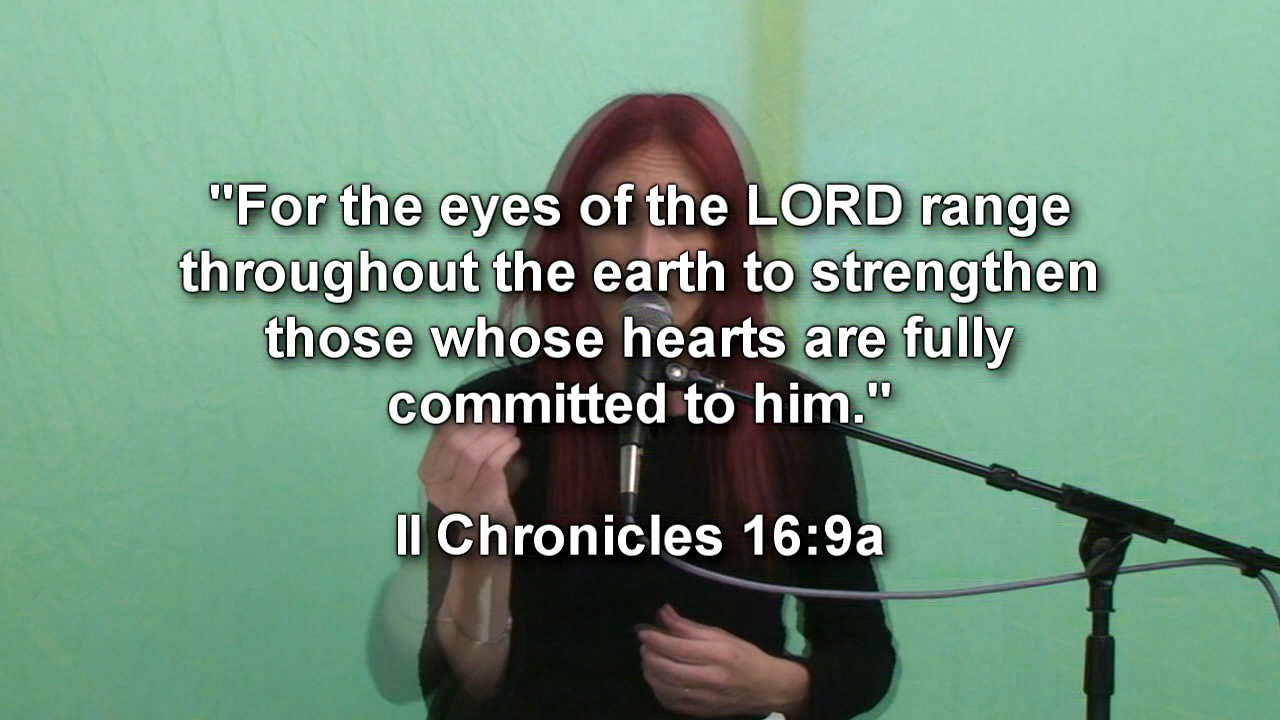 "For the eyes of the LORD range
throughout the earth to strengthen
those whose hearts are fully
committed to him."
II Chronicles 16:9a